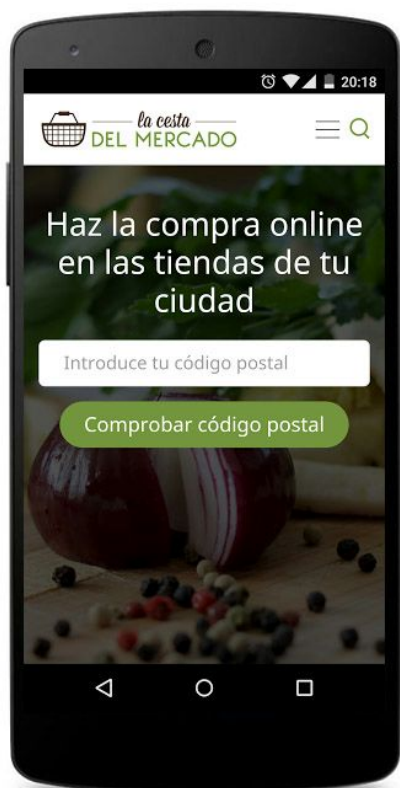 20:18
la cesta
DEL MERCADO
Haz la compra online
en las tiendas de tu
ciudad
Introduce tu código postal
Comprobar código postal